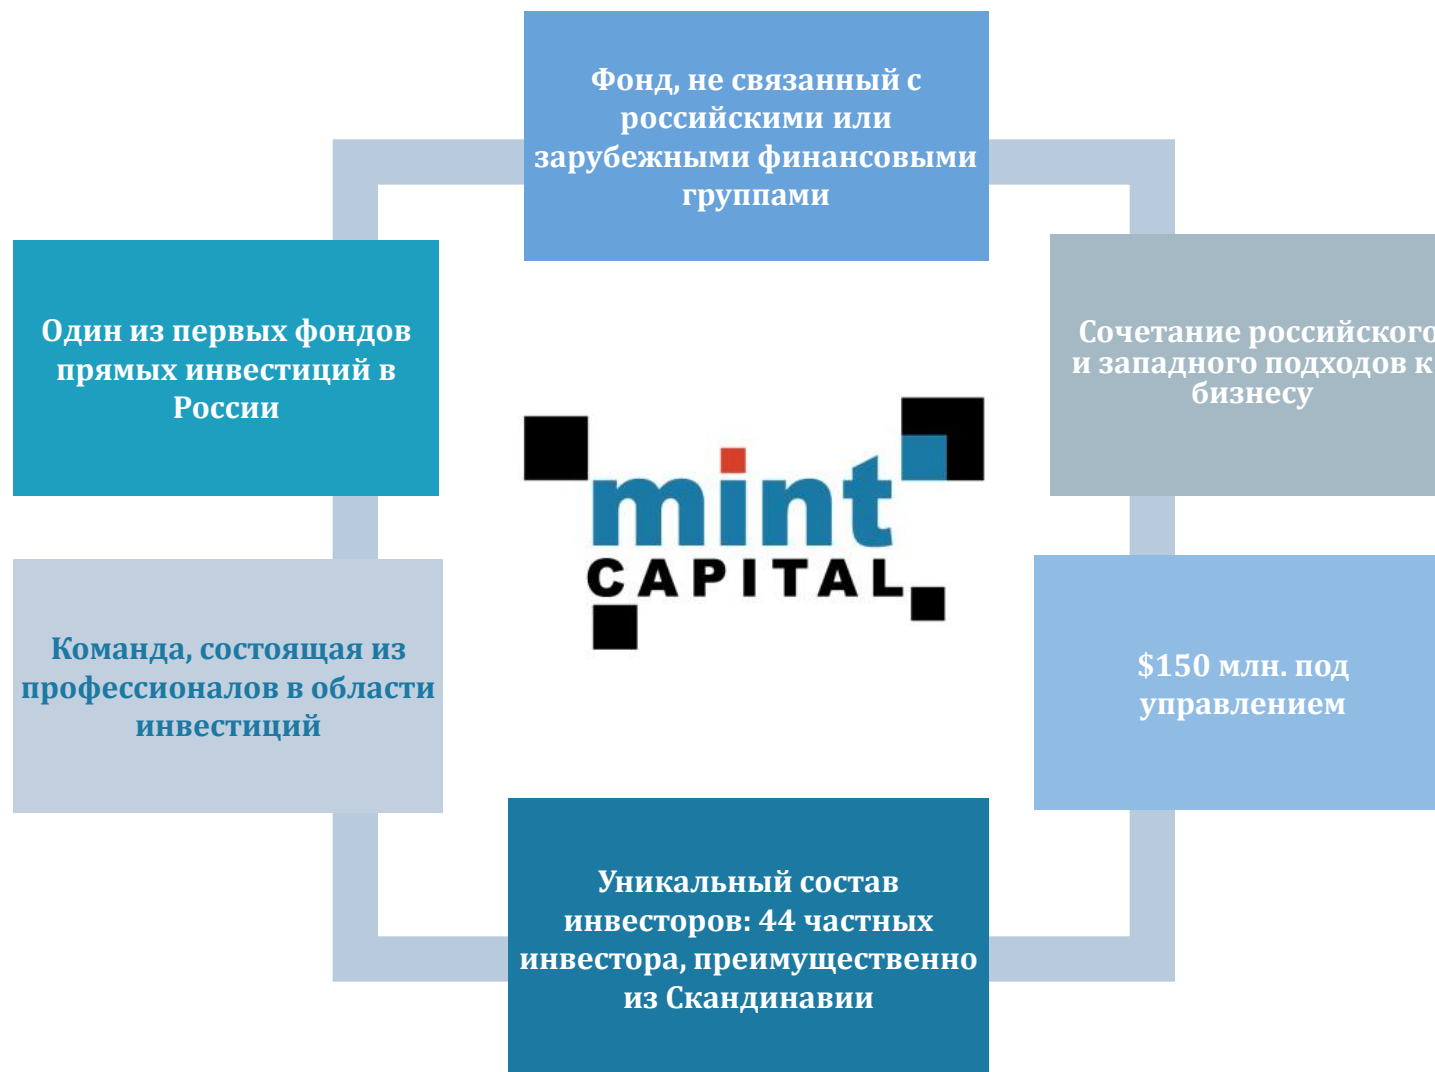 Фонд, не связанный с
российскими или
зарубежными финансовыми
группами
Один из первых фондов
прямых инвестиций в
России
Сочетание российского
и западного подходов к
бизнесу
mint
CAPITAL
Команда, состоящая из
профессионалов в области
инвестиций
$150 млн. под
управлением
Уникальный состав
инвесторов: 44 частных
инвестора, преимущественно
из Скандинавии